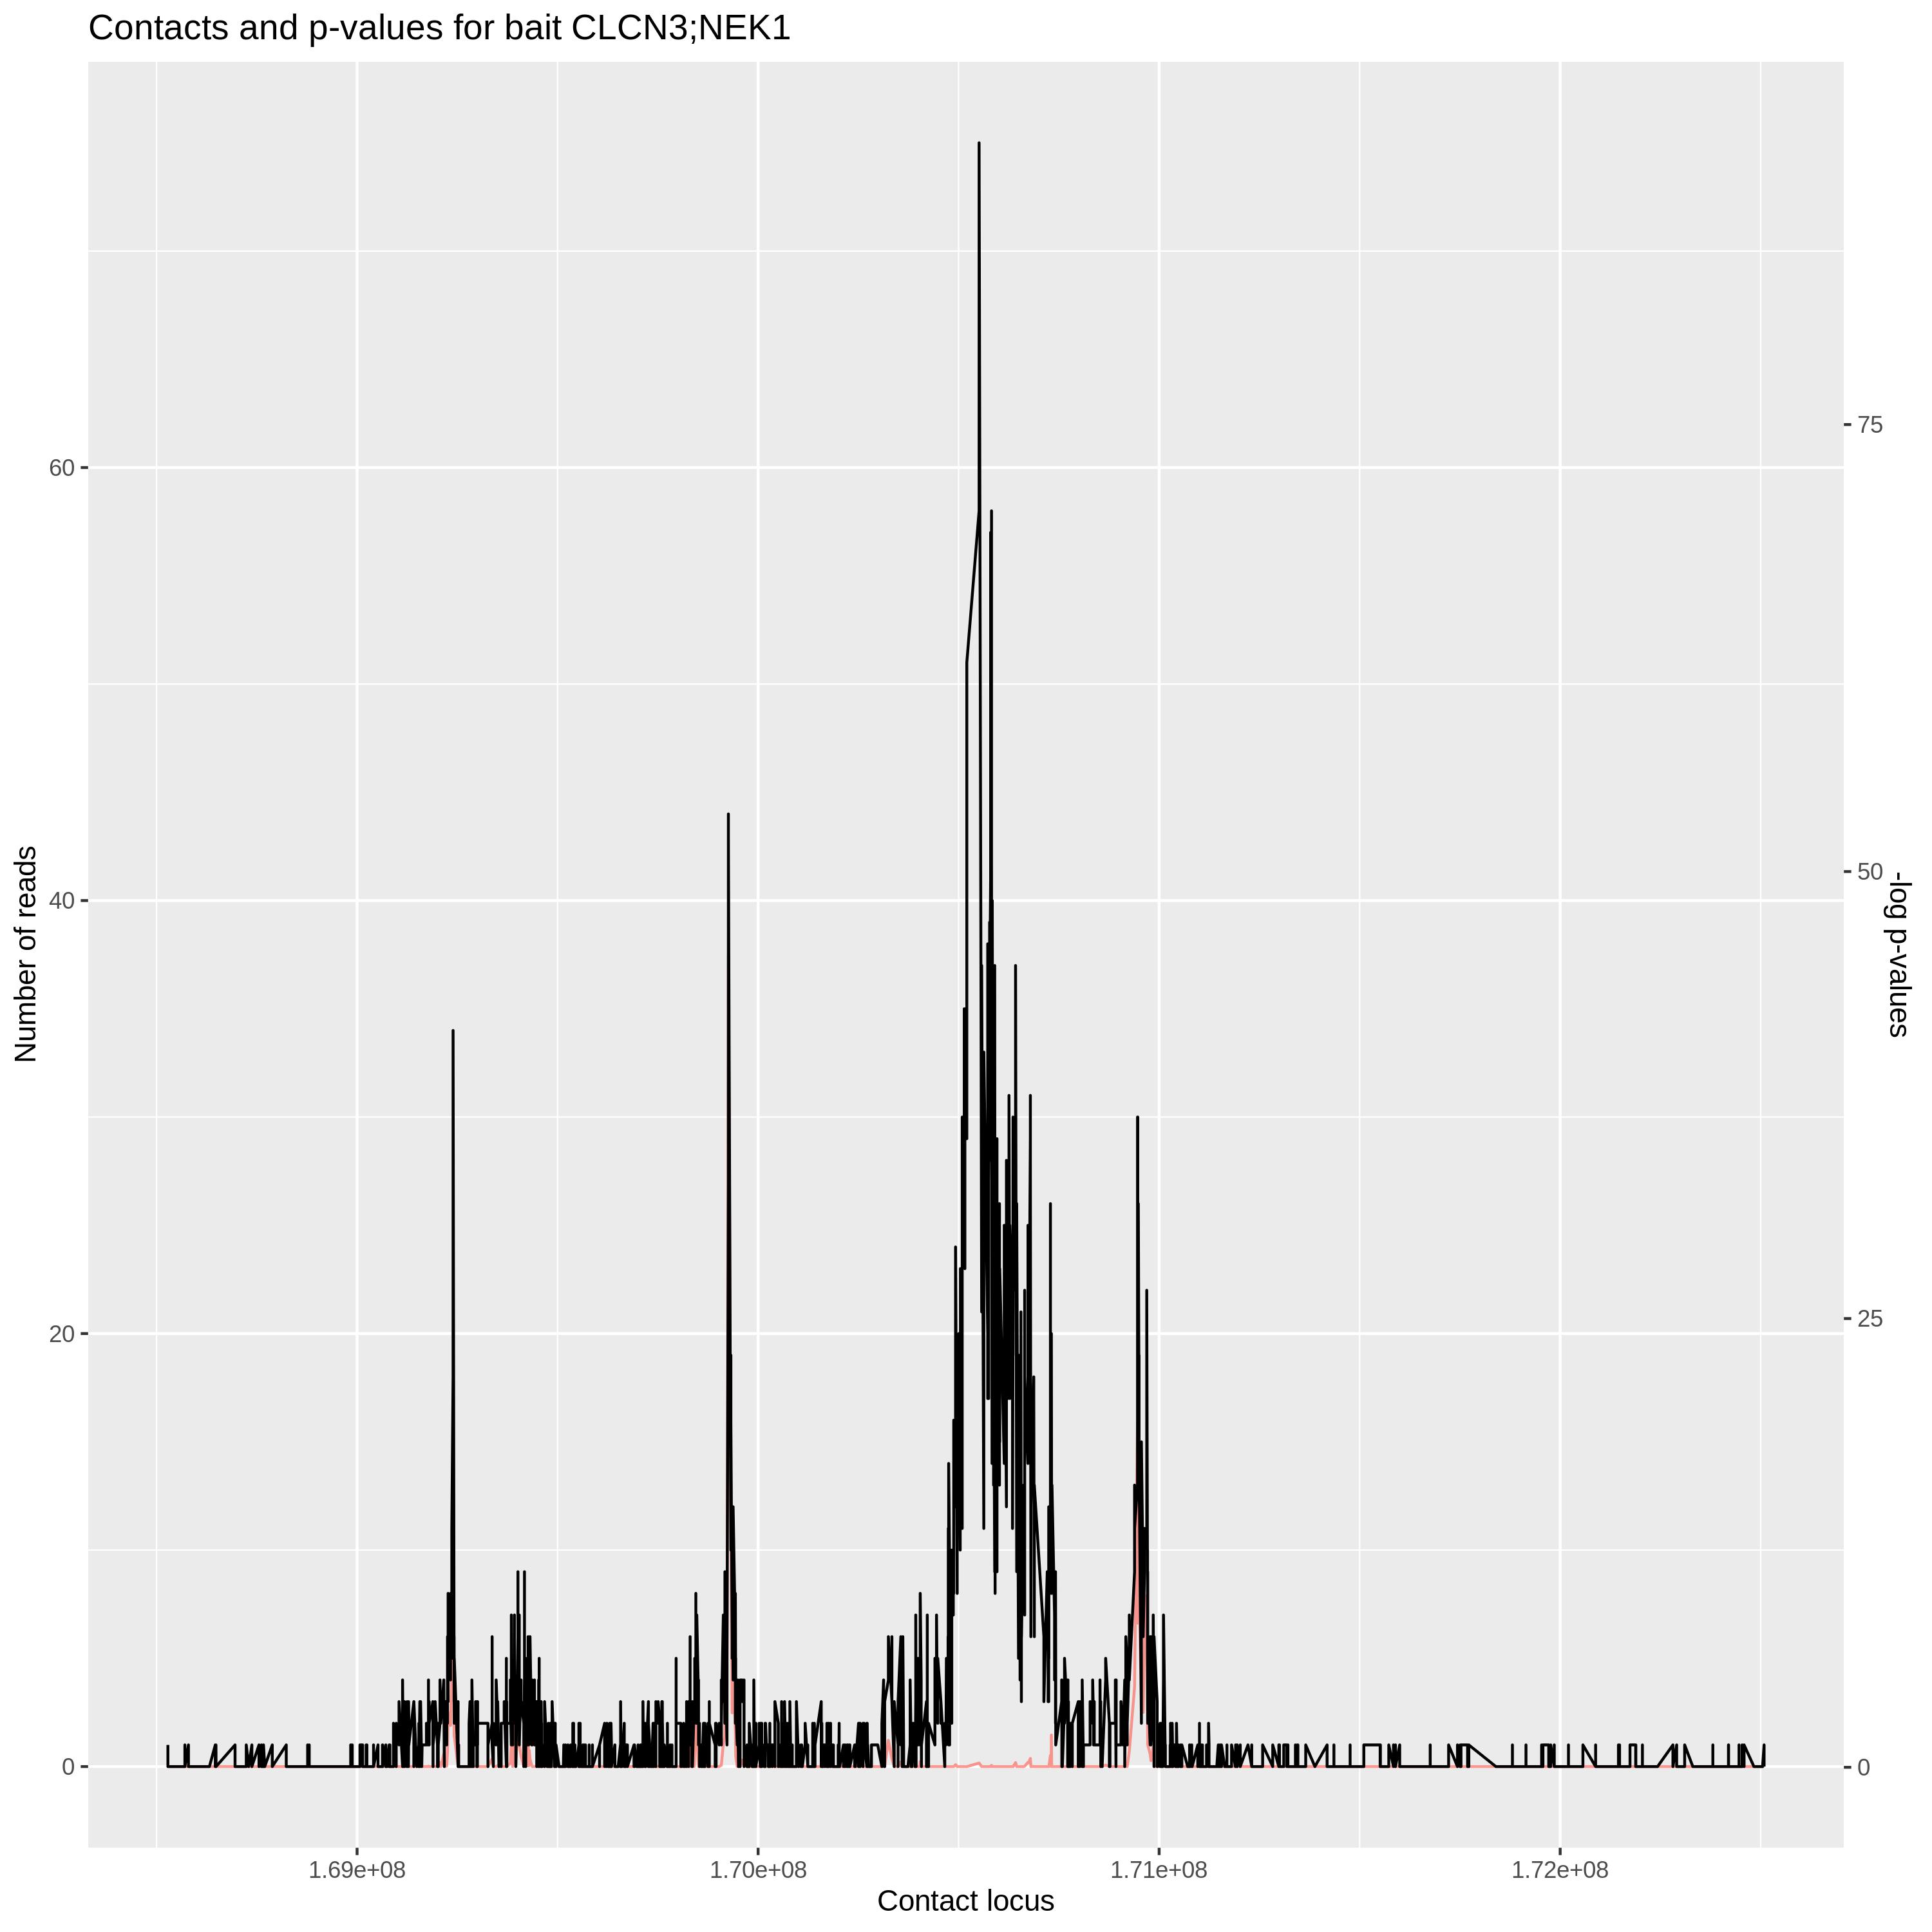 Contacts and p-values for bait CLCN3;NEK1
Number of reads
60
40
20
0
75
50
25
0
-log p-values
1.69e+08 1.70e+08 1.71e+08 1.72e+08
Contact locus